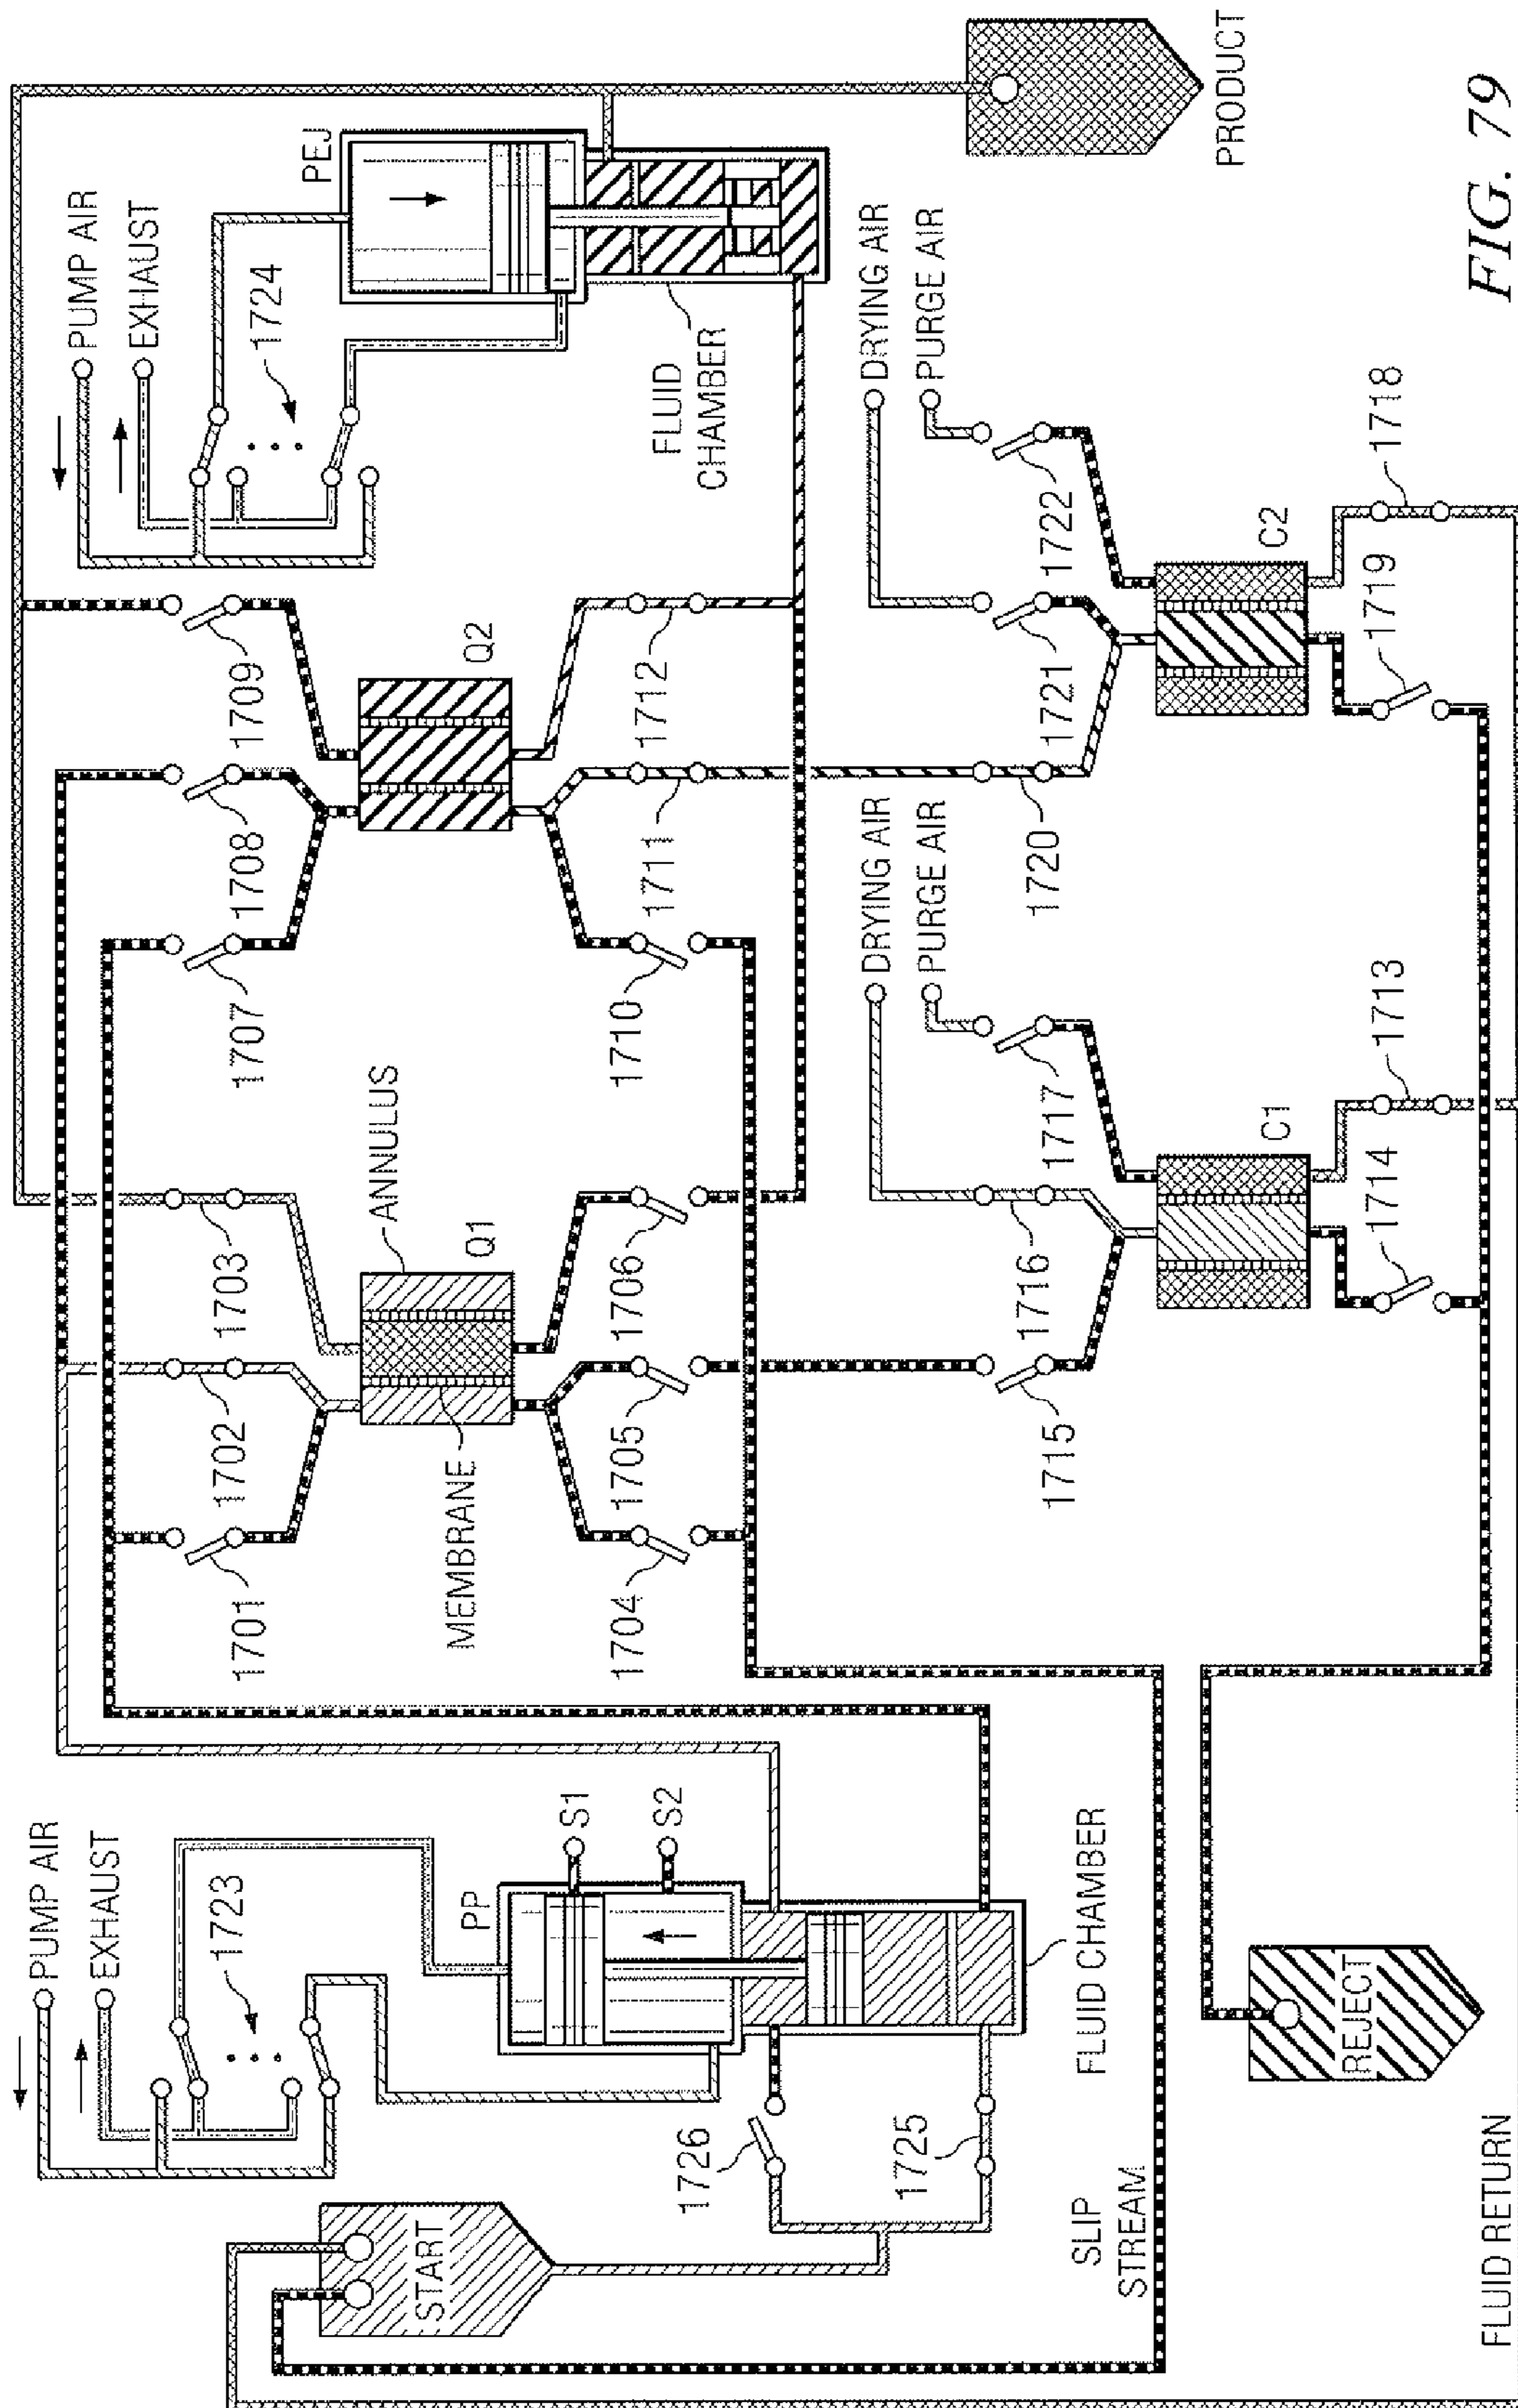 PUMP AIR
EXHAUST
1723
PP
S1
S2
START
1726
1725
FLUID CHAMBER
SLIP
STREAM
REJECT
FLUID RETURN
1701
1702
1703
ANNULUS
Q1
MEMBRANE
1704
1705
1706
1707
1708
1709
Q2
1710
1711
1712
PUMP AIR
EXHAUST
1724
PEJ
FLUID
CHAMBER
PRODUCT
DRYING AIR
PURGE AIR
1715
1716
1717
C1
1714
1713
DRYING AIR
PURGE AIR
1720
1721
1722
C2
1719
1718
FIG. 79